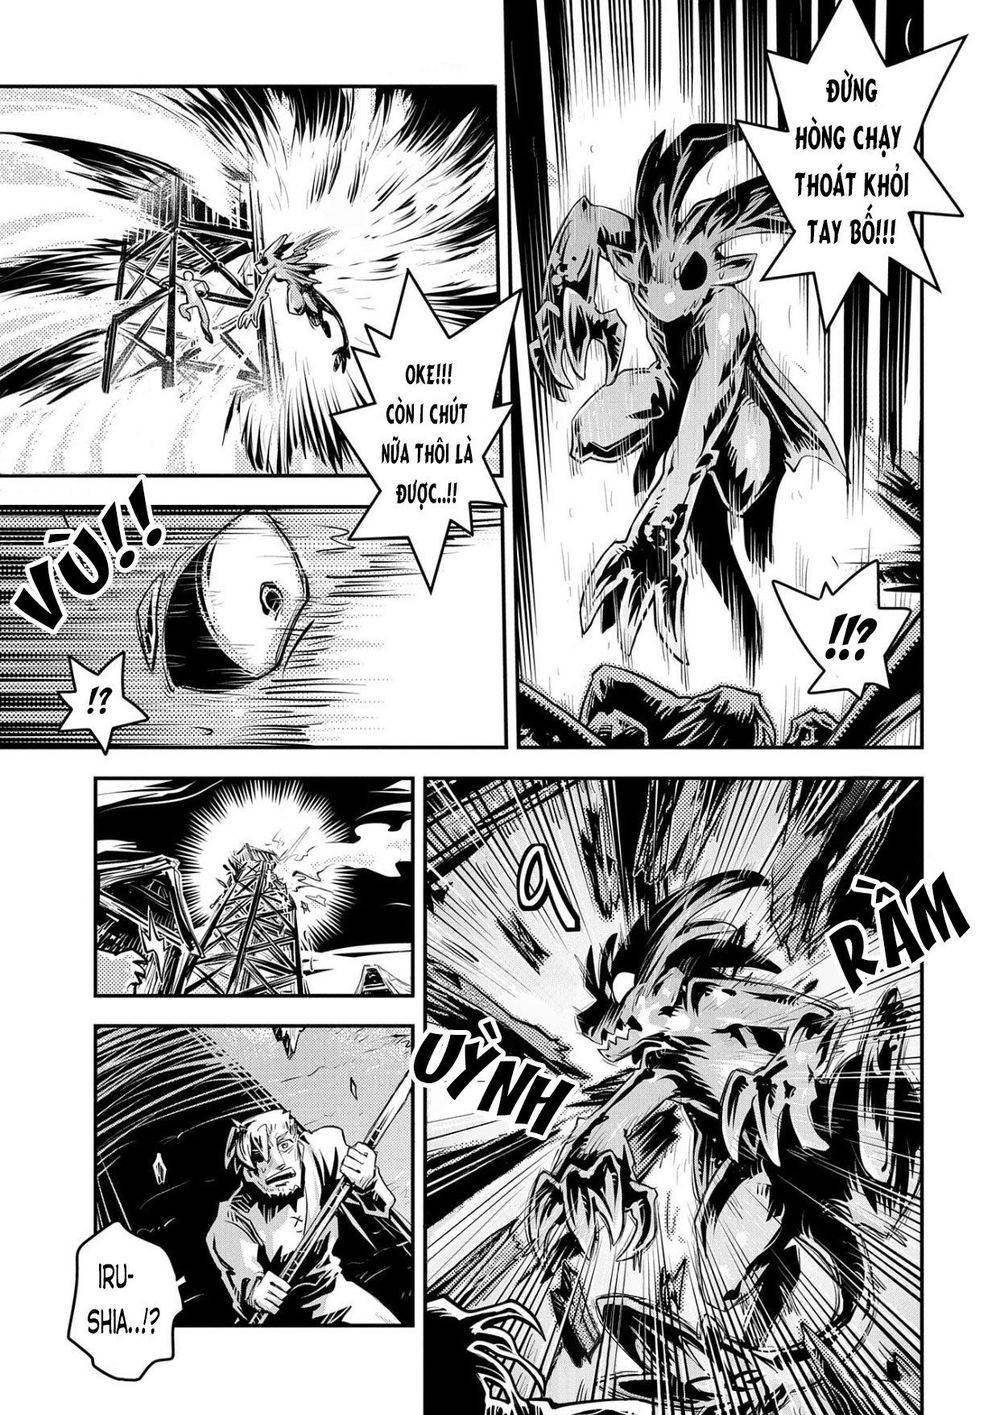 ĐỪNG
HÒNG CHẠY
THOÁT KHỎI
TAY BỐ!!!
!!!?
OKE!!!
CÒN 1 CHÚT
NỮA THÔI LÀ
ĐƯỢC..!!
VÙ!!
!?
RẦM
UỲNH
IRU-
SHIA..!?